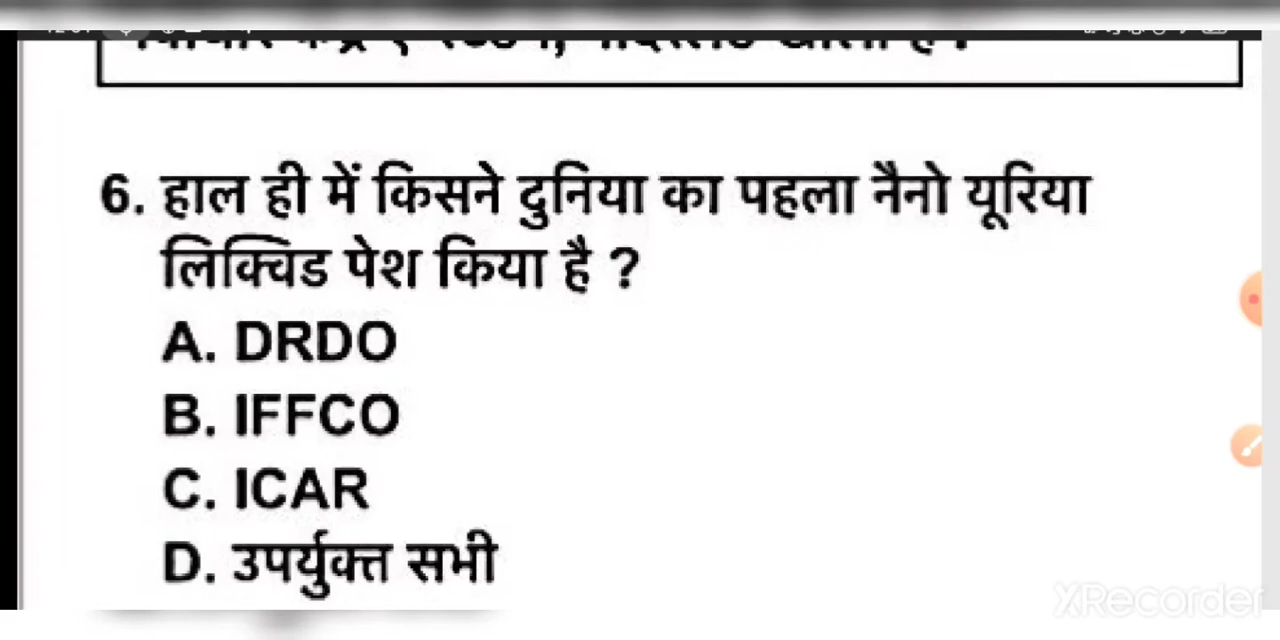 6. हाल ही में किसने दुनिया का पहला नैनो यूरिया
लिक्विड पेश किया है ?
A. DRDO
B. IFFCO
C. ICAR
D. उपर्युक्त सभी
XRecorder